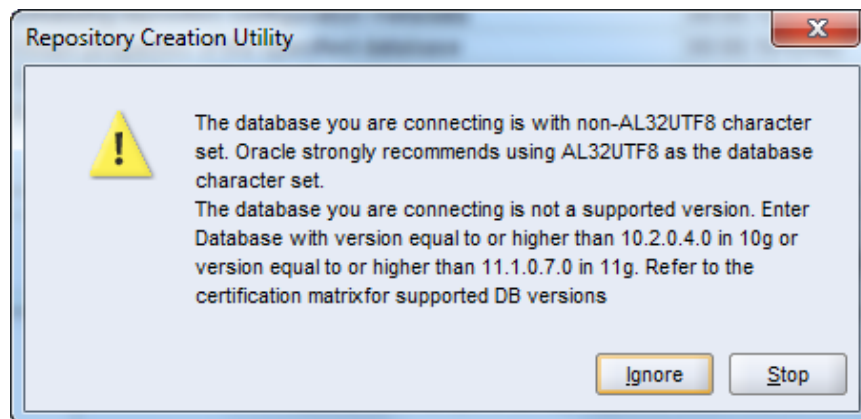 Repository Creation Utility
The database you are connecting is with non-AL32UTF8 character
set. Oracle strongly recommends using AL32UTF8 as the database
character set.
The database you are connecting is not a supported version. Enter
Database with version equal to or higher than 10.2.0.4.0 in 10g or
version equal to or higher than 11.1.0.7.0 in 11g. Refer to the
certification matrixfor supported DB versions
Ignore
Stop